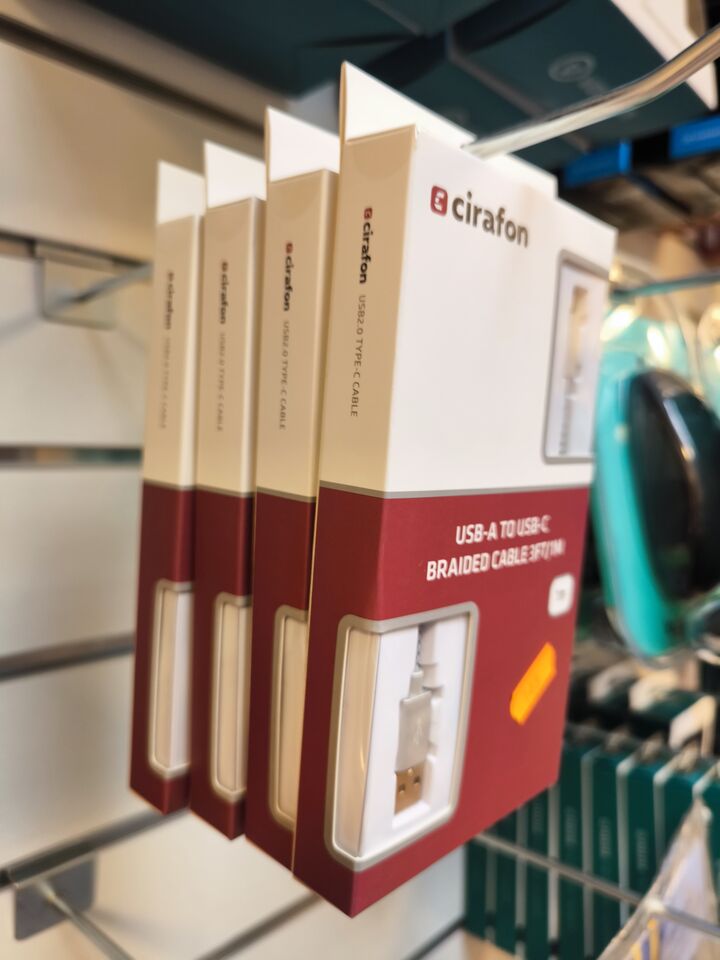 cirafon
USB-A TO USB-C
BRAIDED CABLE 3FT/1M
cirafon USB2.0 TYPE-C CABLE
cirafon USB2.0 TYPE-C CABLE
cirafon USB2.0 TYPE-C CABLE
cirafon USB2.0 TYPE-C CABLE